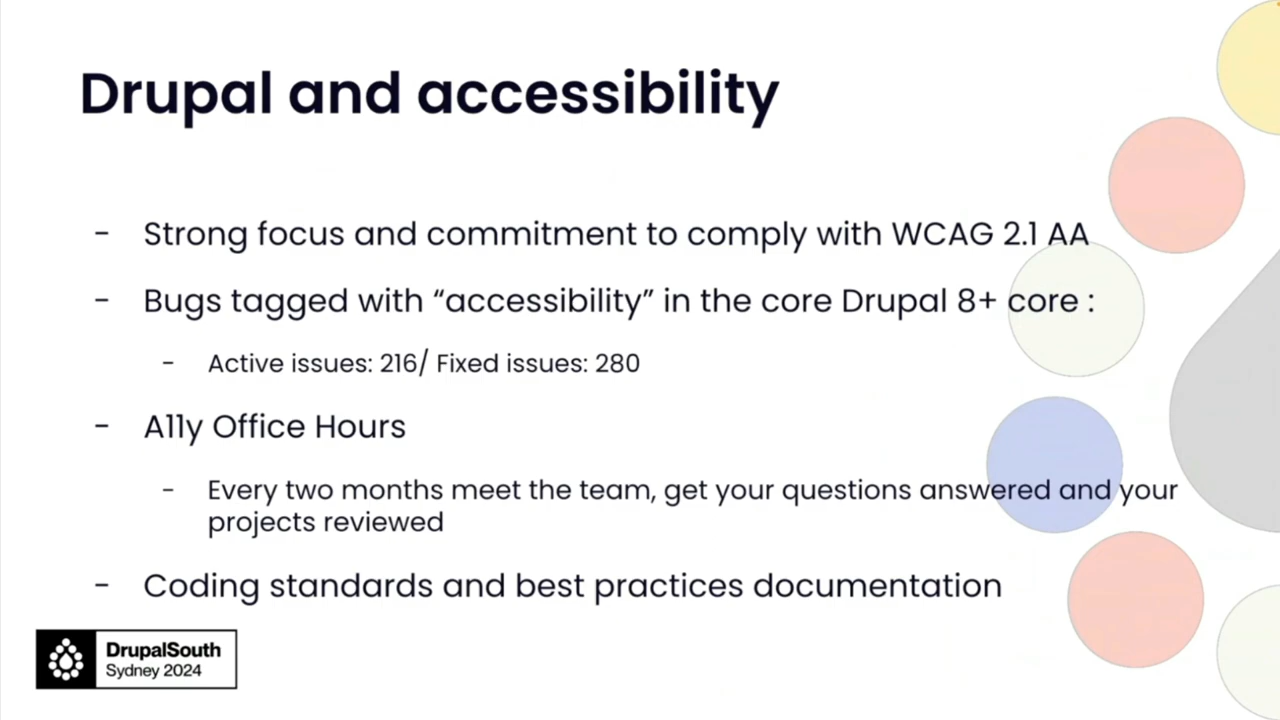 Drupal and accessibility
- Strong focus and commitment to comply with WCAG 2.1 AA
- Bugs tagged with “accessibility” in the core Drupal 8+ core :
- Active issues: 216/ Fixed issues: 280
- A11y Office Hours
- Every two months meet the team, get your questions answered and your
projects reviewed
- Coding standards and best practices documentation
DrupalSouth
Sydney 2024